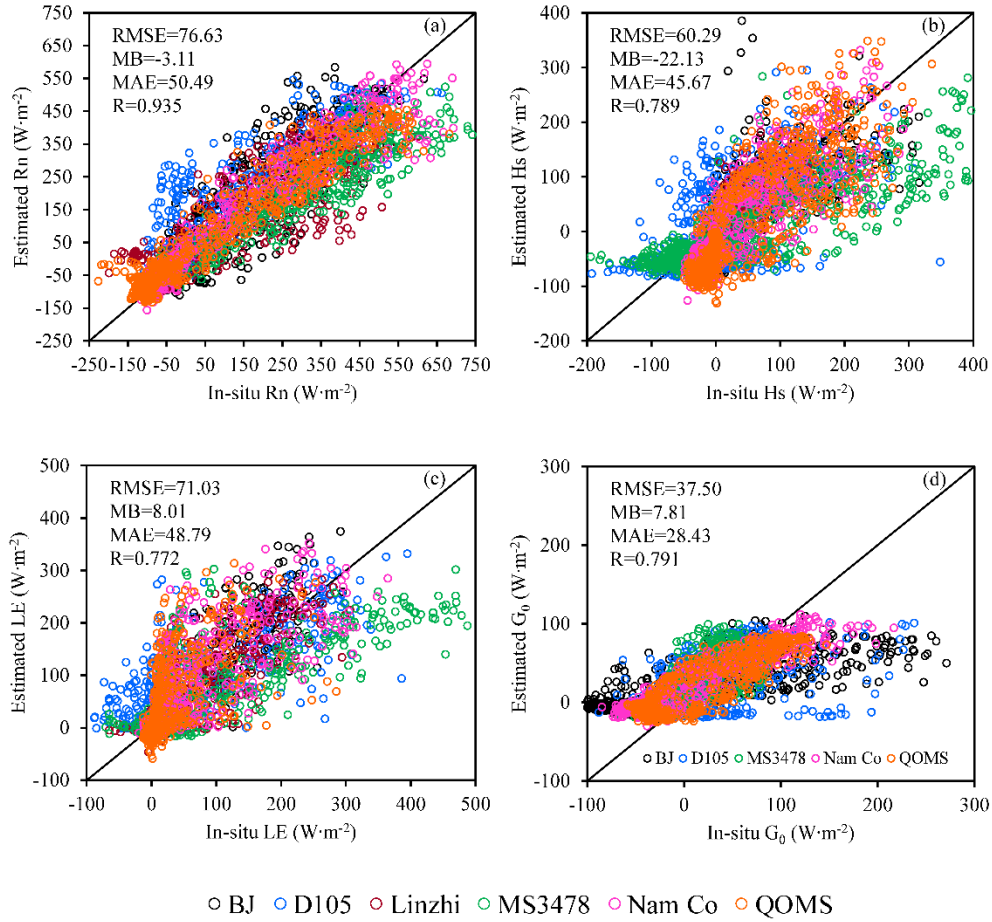 (a)
RMSE=76.63
MB=-3.11
MAE=50.49
R=0.935
Estimated Rn (W·m⁻²)
750
650
550
450
350
250
150
50
-50
-150
-250
-250 -150 -50 50 150 250 350 450 550 650 750
In-situ Rn (W·m⁻²)
(b)
RMSE=60.29
MB=-22.13
MAE=45.67
R=0.789
Estimated Hs (W·m⁻²)
400
300
200
100
0
-100
-200
-200 -100 0 100 200 300 400
In-situ Hs (W·m⁻²)
(c)
RMSE=71.03
MB=8.01
MAE=48.79
R=0.772
Estimated LE (W·m⁻²)
500
400
300
200
100
0
-100
-100 0 100 200 300 400 500
In-situ LE (W·m⁻²)
(d)
RMSE=37.50
MB=7.81
MAE=28.43
R=0.791
Estimated G₀ (W·m⁻²)
300
200
100
0
-100
BJ D105 MS3478 Nam Co QOMS
-100 0 100 200 300
In-situ G₀ (W·m⁻²)
BJ D105 Linzhi MS3478 Nam Co QOMS